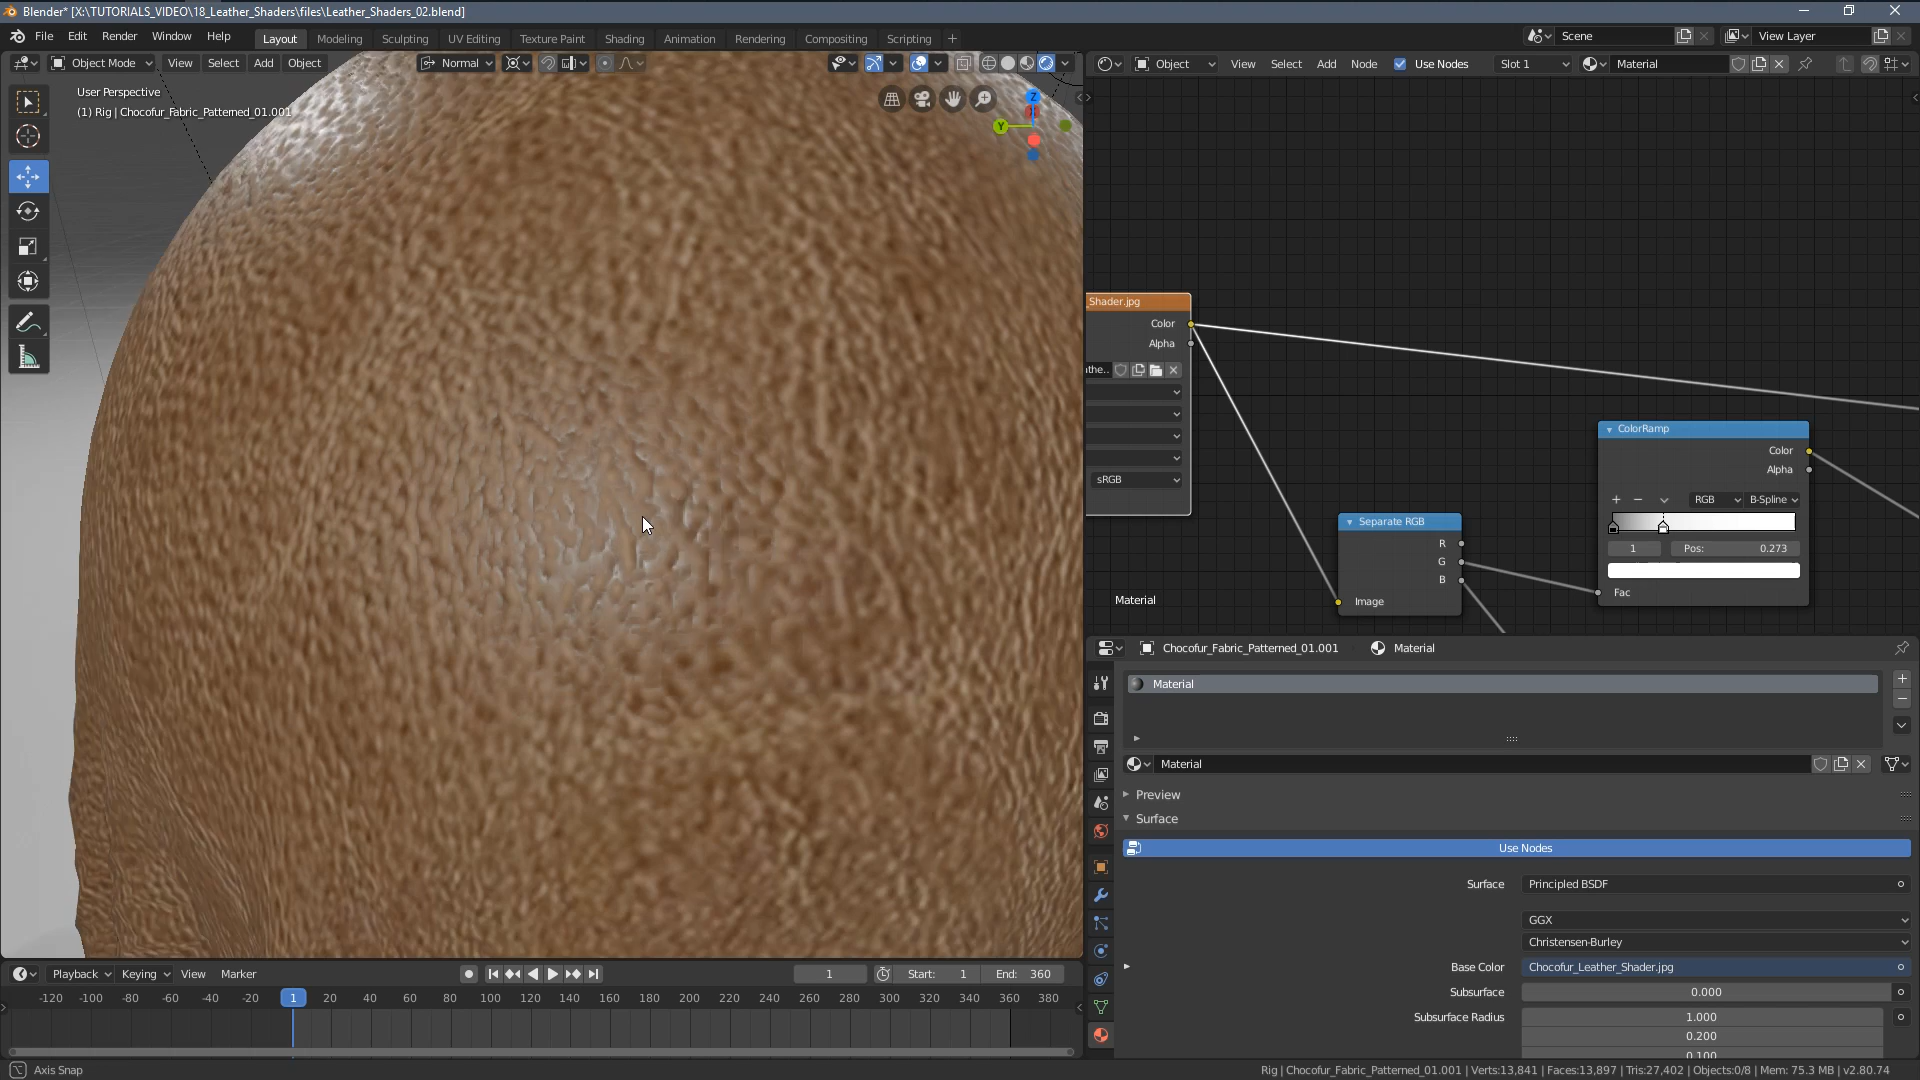 Blender* [X:\TUTORIALS_VIDEO\18_Leather_Shaders\files\Leather_Shaders_02.blend]
File Edit Render Window Help
Layout Modeling Sculpting UV Editing Texture Paint Shading Animation Rendering Compositing Scripting
Scene
View Layer
Object Mode View Select Add Object
Normal
Object View Select Add Node Use Nodes Slot 1 Material
User Perspective
(1) Rig | Chocofur_Fabric_Patterned_01.001
Z
Y
_Shader.jpg
Color
Alpha
athe..
sRGB
Separate RGB
R
G
B
Image
ColorRamp
Color
Alpha
RGB B-Spline
1 Pos: 0.273
Fac
Material
Chocofur_Fabric_Patterned_01.001 Material
Material
Material
Preview
Surface
Use Nodes
Surface Principled BSDF
GGX
Christensen-Burley
Base Color Chocofur_Leather_Shader.jpg
Subsurface 0.000
Subsurface Radius 1.000
0.200
0.100
Playback Keying View Marker
1 Start: 1 End: 360
-120 -100 -80 -60 -40 -20 1 20 40 60 80 100 120 140 160 180 200 220 240 260 280 300 320 340 360 380
Axis Snap
Rig | Chocofur_Fabric_Patterned_01.001 | Verts:13,841 | Faces:13,897 | Tris:27,402 | Objects:0/8 | Mem: 75.3 MB | v2.80.74